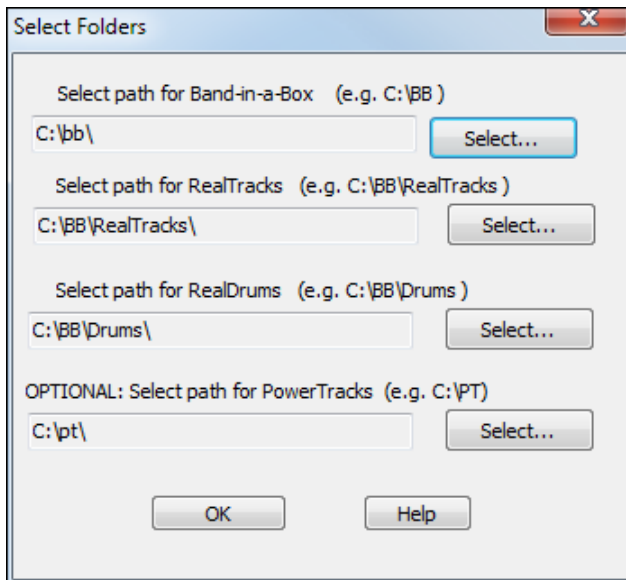 Select Folders
x
Select path for Band-in-a-Box (e.g. C:\BB )
C:\bb\
Select...
Select path for RealTracks (e.g. C:\BB\RealTracks )
C:\BB\RealTracks\
Select...
Select path for RealDrums (e.g. C:\BB\Drums )
C:\BB\Drums\
Select...
OPTIONAL: Select path for PowerTracks (e.g. C:\PT)
C:\pt\
Select...
OK
Help